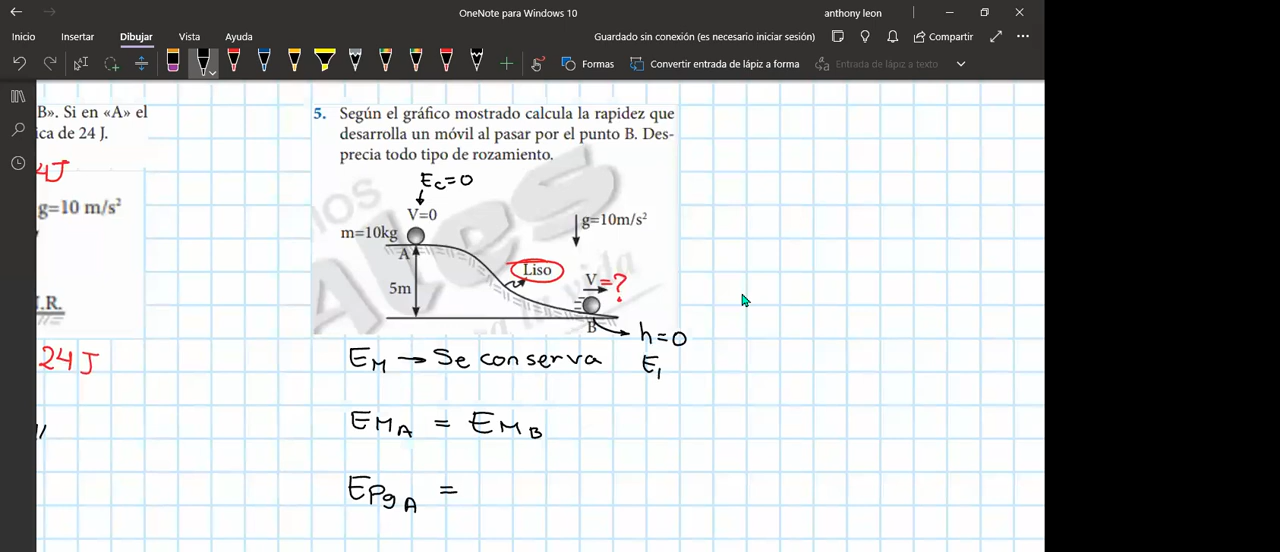 OneNote para Windows 10
anthony leon
Inicio
Insertar
Dibujar
Vista
Ayuda
Guardado sin conexión (es necesario iniciar sesión)
Compartir
Formas
Convertir entrada de lápiz a forma
Entrada de lápiz a texto
B». Si en «A» el
ica de 24 J.
4J
g=10 m/s²
.R.
24 J
5. Según el gráfico mostrado calcula la rapidez que
desarrolla un móvil al pasar por el punto B. Des-
precia todo tipo de rozamiento.
Ec=0
V=0
m=10kg
A
g=10m/s²
Liso
5m
V=?
B
h=0
EM → Se conserva
E
EMA = EMB
EPgA =